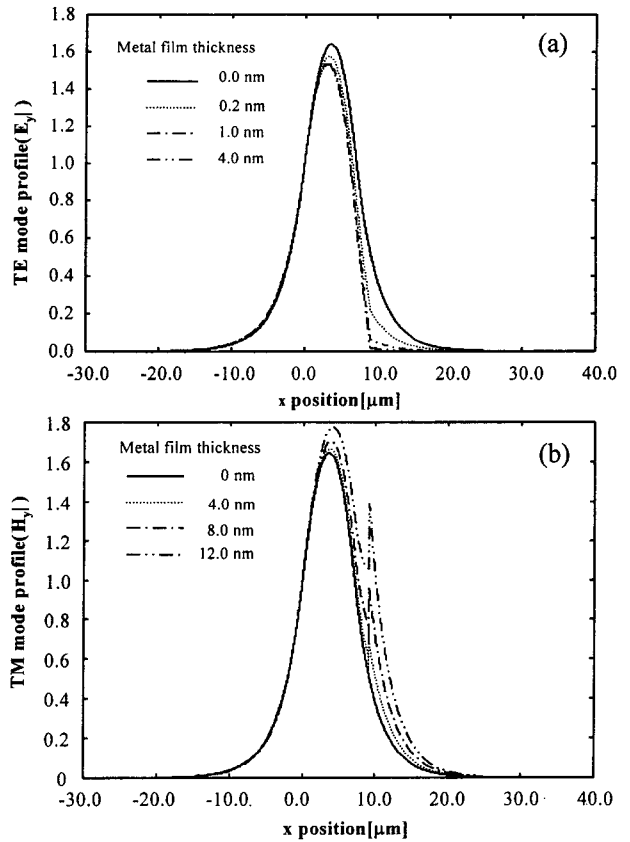 1.8
1.6
1.4
1.2
1.0
0.8
0.6
0.4
0.2
0.0
TE mode profile(E_y|)
Metal film thickness
0.0 nm
0.2 nm
1.0 nm
4.0 nm
(a)
-30.0 -20.0 -10.0 0.0 10.0 20.0 30.0 40.0
x position[μm]
1.8
1.6
1.4
1.2
1.0
0.8
0.6
0.4
0.2
0
TM mode profile(H_y|)
Metal film thickness
0 nm
4.0 nm
8.0 nm
12.0 nm
(b)
-30.0 -20.0 -10.0 0.0 10.0 20.0 30.0 40.0
x position[μm]